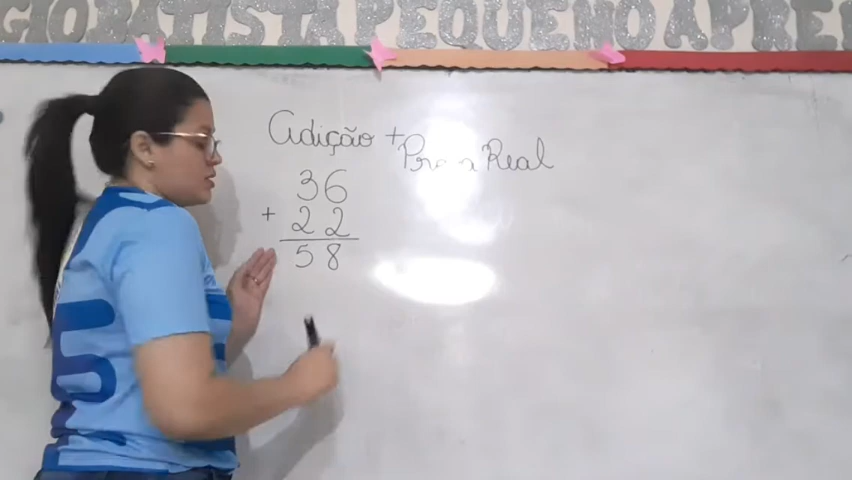 GIO BATISTA PEQUENO APRE
Adição +
Prova Real
36
+ 22
58